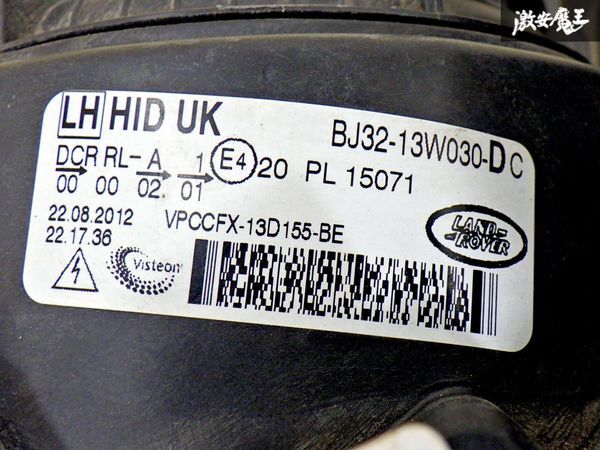 激安魔王
LH HID UK
BJ32-13W030-DC
DCR RL- A 1 E4 20 PL 15071
00 00 02 01
22.08.2012 VPCCFX-13D155-BE
22.17.36
LAND-
ROVER
Visteon